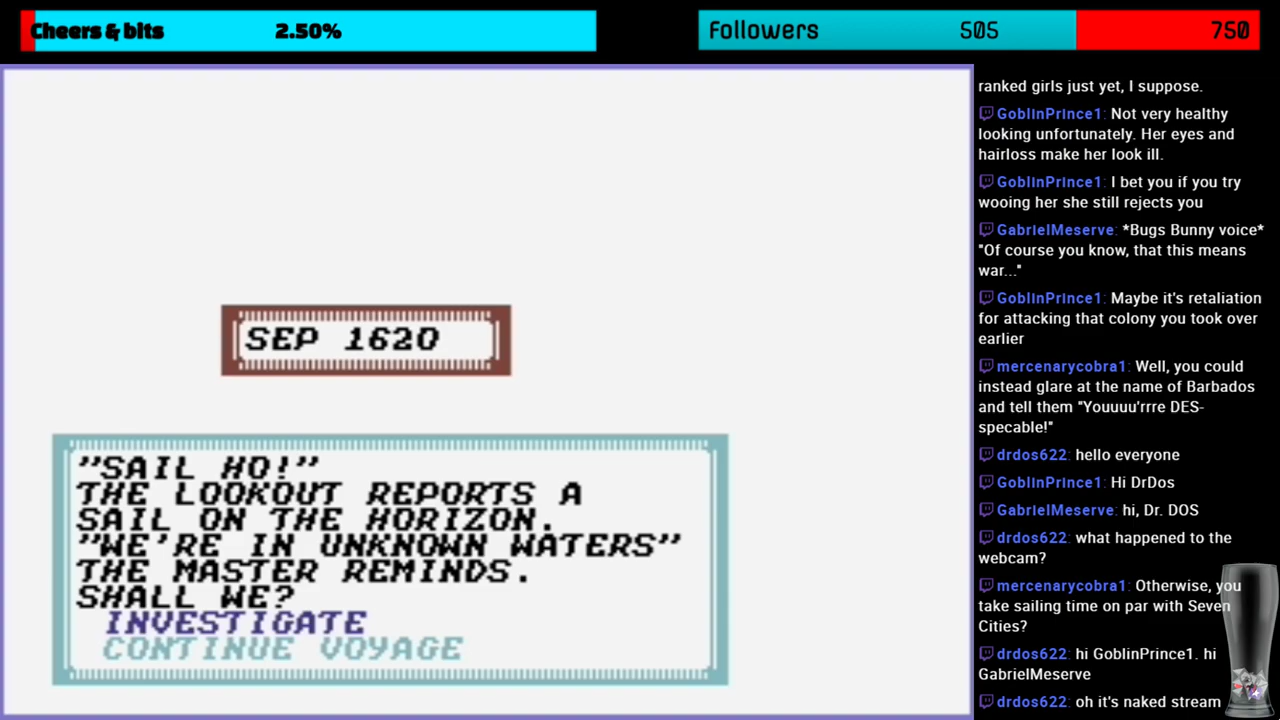 Cheers & bits 2.50%
Followers 505 750
SEP 1620
"SAIL HO!"
THE LOOKOUT REPORTS A
SAIL ON THE HORIZON.
"WE'RE IN UNKNOWN WATERS"
THE MASTER REMINDS.
SHALL WE?
INVESTIGATE
CONTINUE VOYAGE
ranked girls just yet, I suppose.
GoblinPrince1: Not very healthy
looking unfortunately. Her eyes and
hairloss make her look ill.
GoblinPrince1: I bet you if you try
wooing her she still rejects you
GabrielMeserve: *Bugs Bunny voice*
"Of course you know, that this means
war..."
GoblinPrince1: Maybe it's retaliation
for attacking that colony you took over
earlier
mercenarycobra1: Well, you could
instead glare at the name of Barbados
and tell them "Youuuu'rrre DES-
specable!"
drdos622: hello everyone
GoblinPrince1: Hi DrDos
GabrielMeserve: hi, Dr. DOS
drdos622: what happened to the
webcam?
mercenarycobra1: Otherwise, you
take sailing time on par with Seven
Cities?
drdos622: hi GoblinPrince1. hi
GabrielMeserve
drdos622: oh it's naked stream